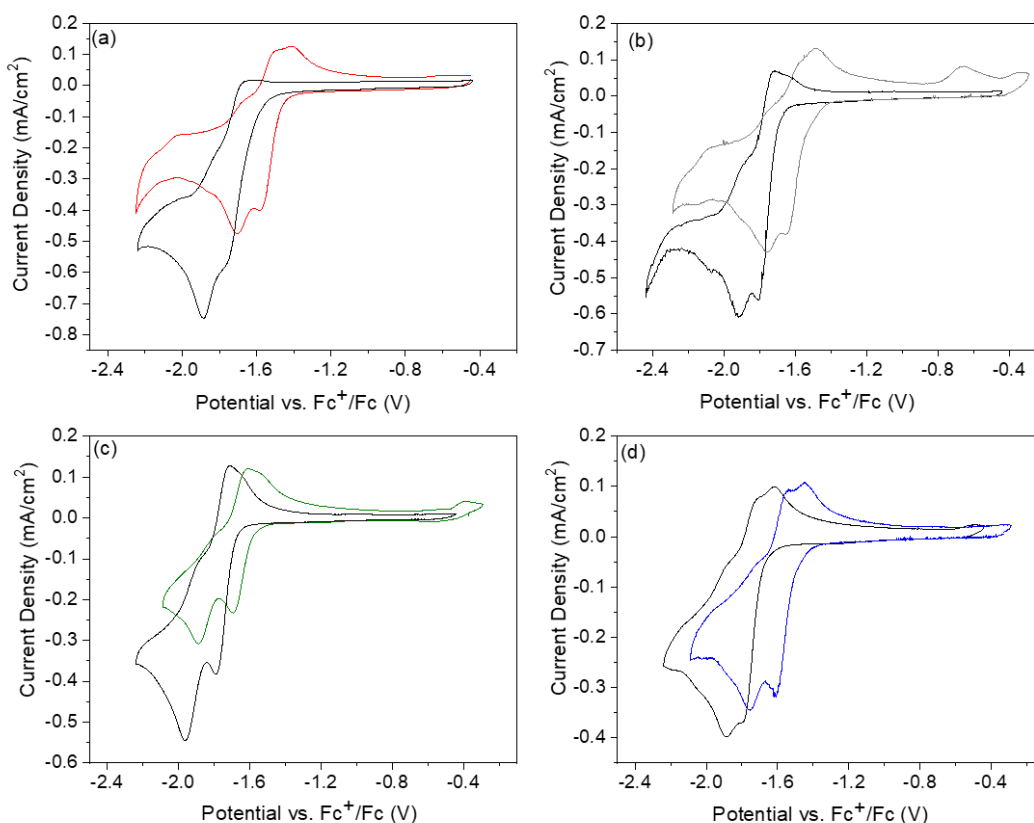 (a)
Current Density (mA/cm²)
0.2
0.1
0.0
-0.1
-0.2
-0.3
-0.4
-0.5
-0.6
-0.7
-0.8
-2.4 -2.0 -1.6 -1.2 -0.8 -0.4
Potential vs. Fc⁺/Fc (V)
(b)
Current Density (mA/cm²)
0.2
0.1
0.0
-0.1
-0.2
-0.3
-0.4
-0.5
-0.6
-0.7
-2.4 -2.0 -1.6 -1.2 -0.8 -0.4
Potential vs. Fc⁺/Fc (V)
(c)
Current Density (mA/cm²)
0.2
0.1
0.0
-0.1
-0.2
-0.3
-0.4
-0.5
-0.6
-2.4 -2.0 -1.6 -1.2 -0.8 -0.4
Potential vs. Fc⁺/Fc (V)
(d)
Current Density (mA/cm²)
0.2
0.1
0.0
-0.1
-0.2
-0.3
-0.4
-2.4 -2.0 -1.6 -1.2 -0.8 -0.4
Potential vs. Fc⁺/Fc (V)